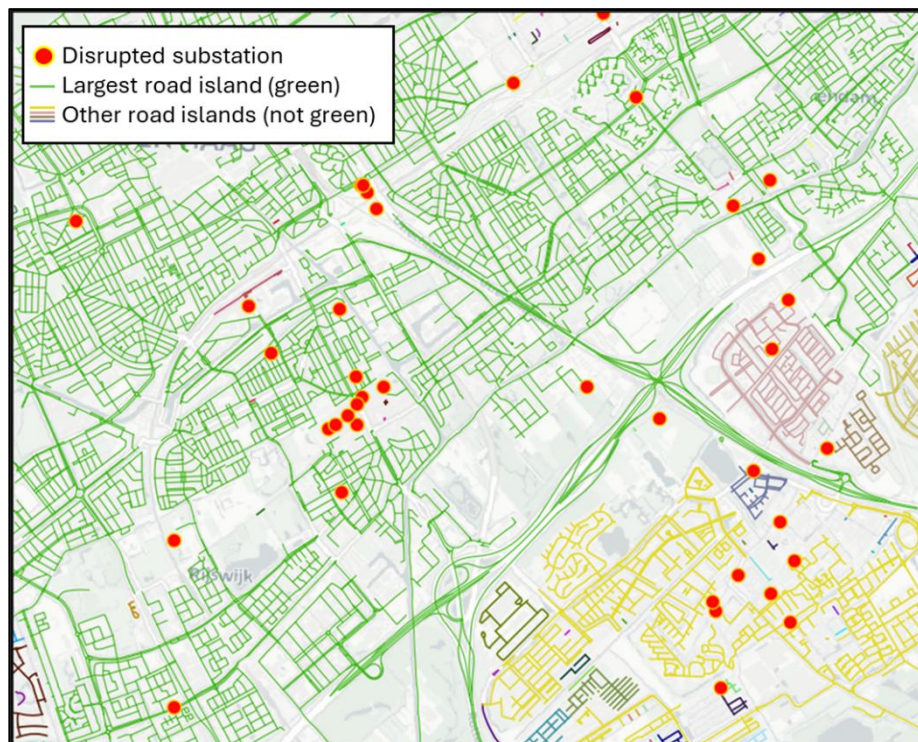 Disrupted substation
Largest road island (green)
Other road islands (not green)
Rijswijk